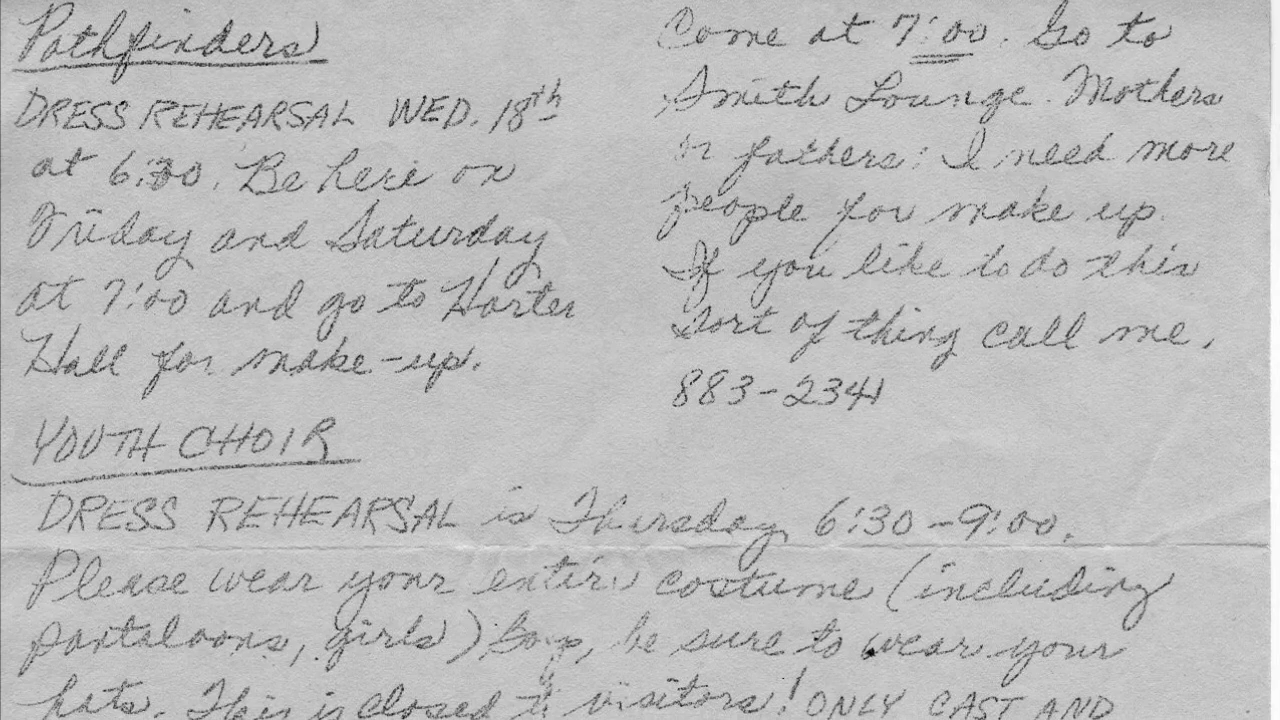 Pathfinders
DRESS REHEARSAL WED. 18th
at 6:30. Be here on
Friday and Saturday
at 7:00 and go to Harter
Hall for make-up.
Come at 7:00. Go to
Smith Lounge. Mothers
or fathers: I need more
people for make up.
If you like to do this
sort of thing call me.
883-2341
YOUTH CHOIR
DRESS REHEARSAL is Thursday, 6:30-9:00.
Please wear your entire costume (including
pantaloons, girls) Boys, be sure to wear your
hats. This is closed to visitors! ONLY CAST AND